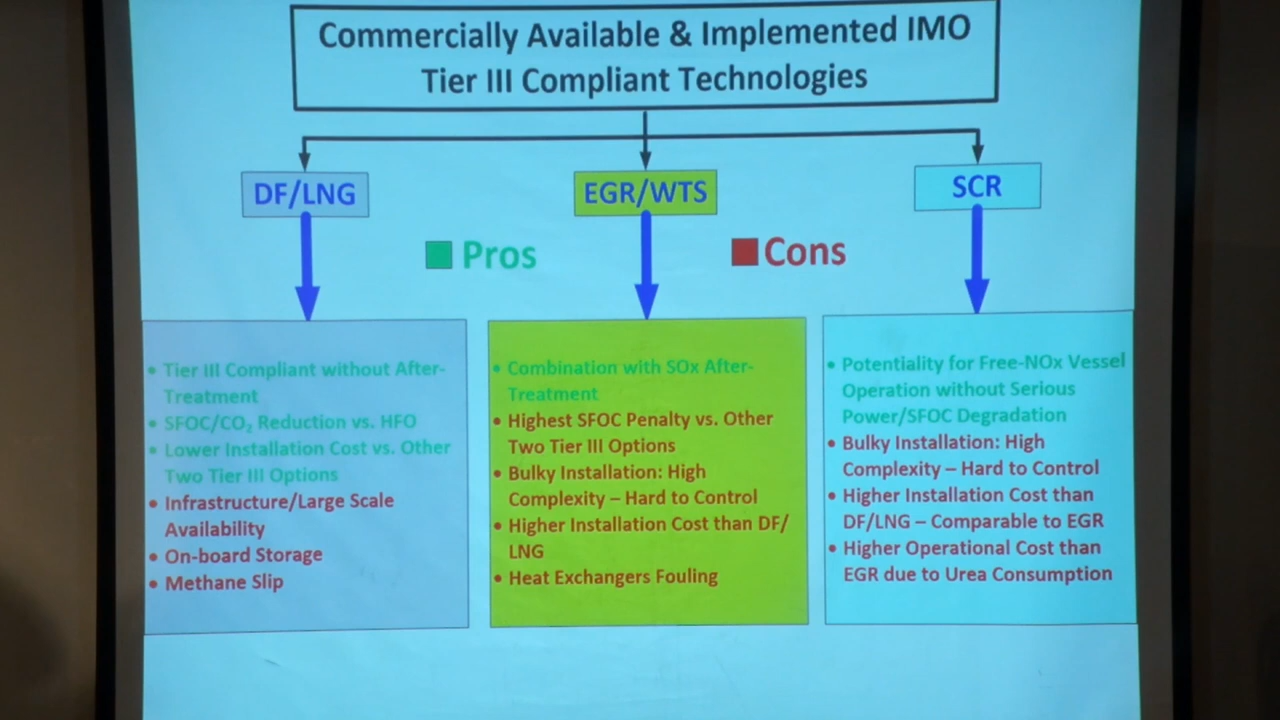 Commercially Available & Implemented IMO
Tier III Compliant Technologies
DF/LNG
EGR/WTS
SCR
Pros
Cons
• Tier III Compliant without After-
Treatment
• SFOC/CO₂ Reduction vs. HFO
• Lower Installation Cost vs. Other
Two Tier III Options
• Infrastructure/Large Scale
Availability
• On-board Storage
• Methane Slip
• Combination with SOx After-
Treatment
• Highest SFOC Penalty vs. Other
Two Tier III Options
• Bulky Installation: High
Complexity – Hard to Control
• Higher Installation Cost than DF/
LNG
• Heat Exchangers Fouling
• Potentiality for Free-NOx Vessel
Operation without Serious
Power/SFOC Degradation
• Bulky Installation: High
Complexity – Hard to Control
• Higher Installation Cost than
DF/LNG – Comparable to EGR
• Higher Operational Cost than
EGR due to Urea Consumption